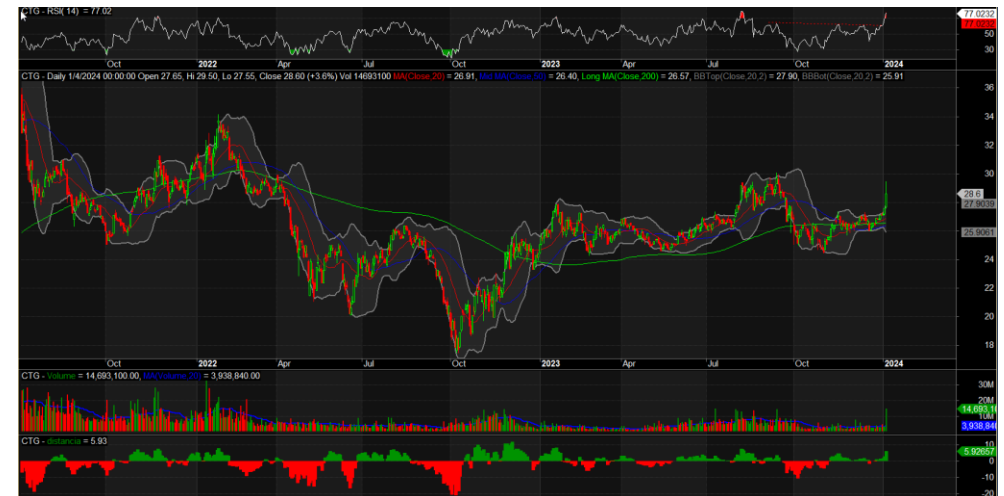 CTG - RSI( 14) = 77.02
77.0232
77.0232
50
30
Oct 2022 Apr Jul Oct 2023 Apr Jul Oct 2024
CTG - Daily 1/4/2024 00:00:00 Open 27.65, Hi 29.50, Lo 27.55, Close 28.60 (+3.6%) Vol 14693100 MA(Close,20) = 26.91, Mid MA(Close,50) = 26.40, Long MA(Close,200) = 26.57, BBTop(Close,20,2) = 27.90, BBBot(Close,20,2) = 25.91
36
34
32
30
28.6
27.9039
25.9061
24
22
20
18
Oct 2022 Apr Jul Oct 2023 Apr Jul Oct 2024
CTG - Volume = 14,693,100.00, MA(Volume,20) = 3,938,840.00
30M
20M
14,693,10
10M
3,938,840
CTG - distancia = 5.93
10
5.92657
0
-10
-20